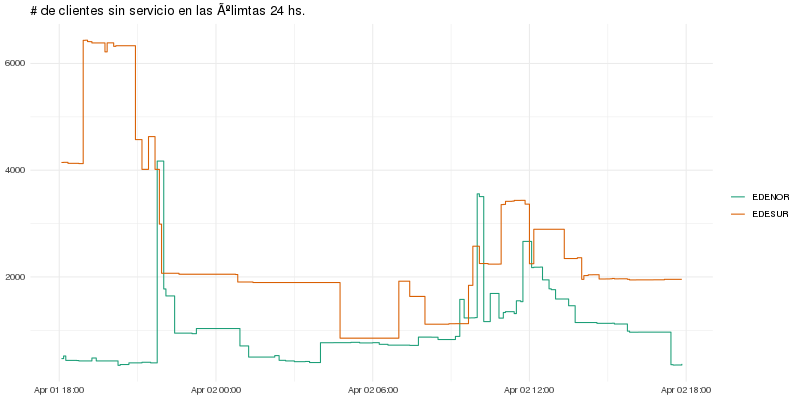 # de clientes sin servicio en las Ãºlimtas 24 hs.
6000
4000
2000
Apr 01 18:00
Apr 02 00:00
Apr 02 06:00
Apr 02 12:00
Apr 02 18:00
EDENOR
EDESUR